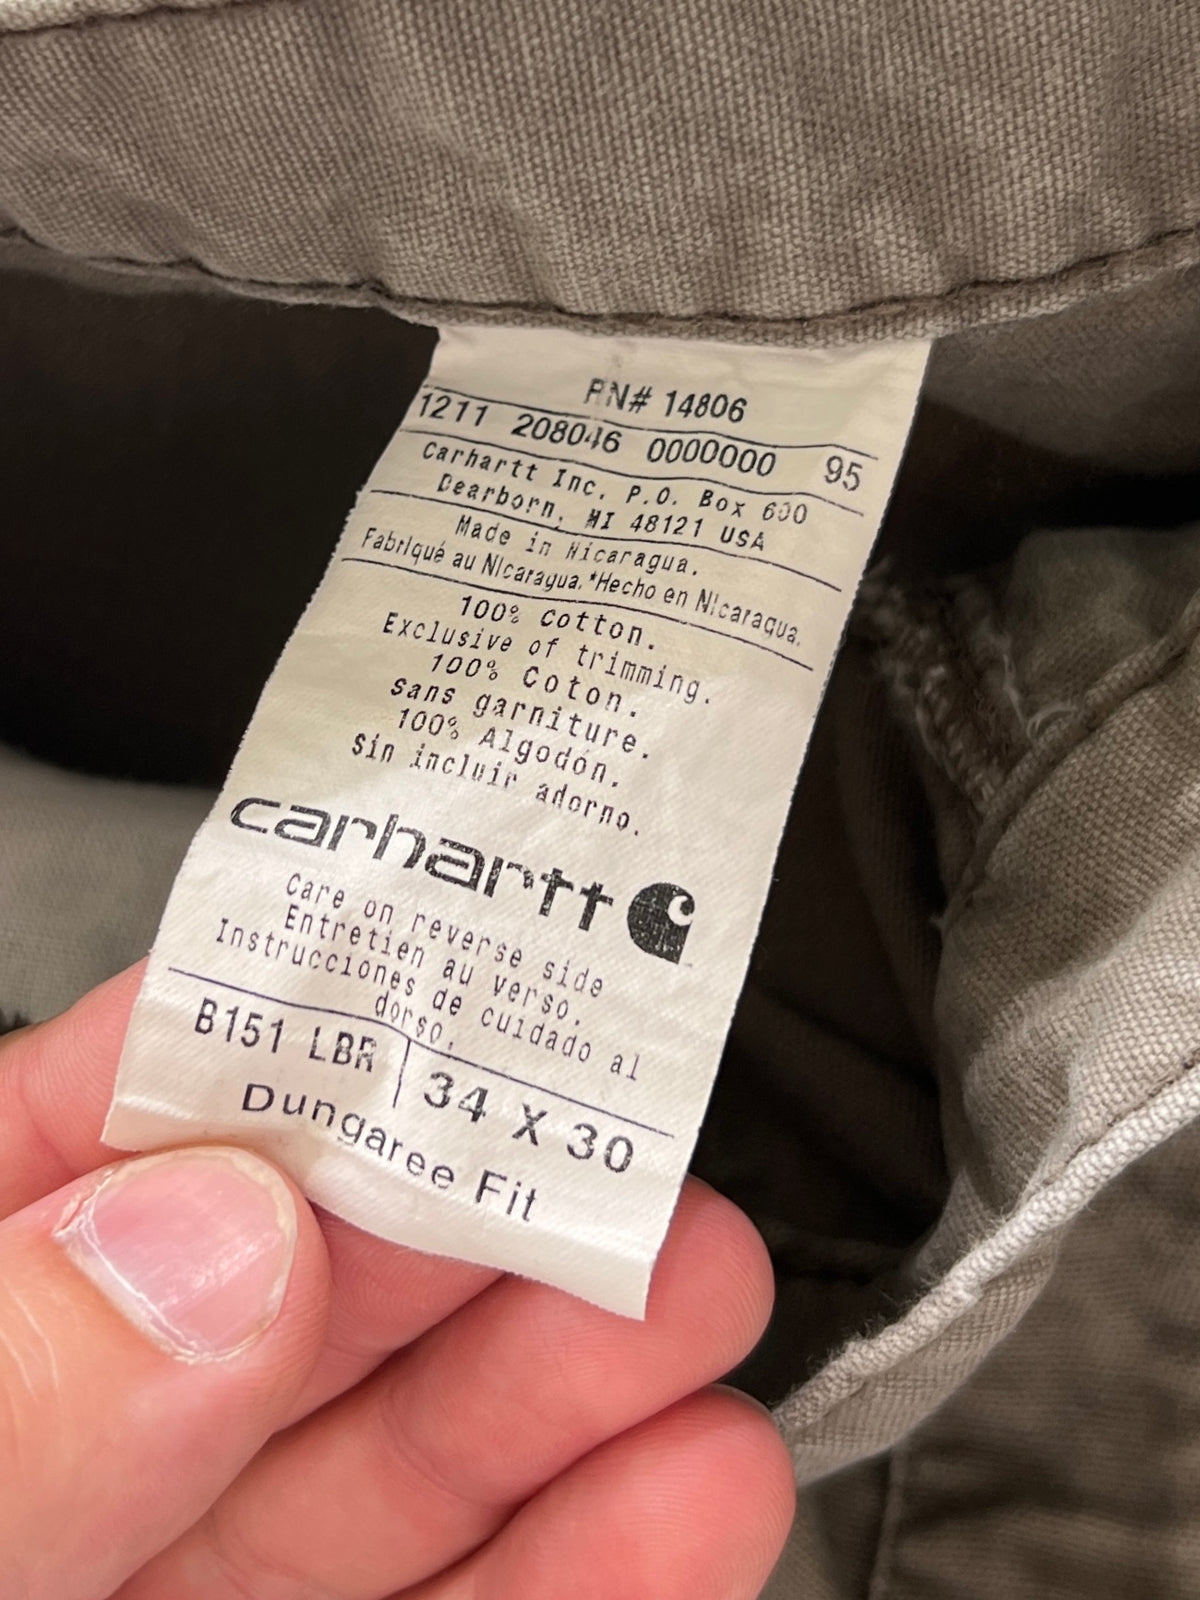 RN# 14806
1211 208046 0000000 95
Carhartt Inc. P.O. Box 600
Dearborn, MI 48121 USA
Made in Nicaragua.
Fabriqué au Nicaragua.*Hecho en Nicaragua.
100% Cotton.
Exclusive of trimming.
100% Coton.
sans garniture.
100% Algodón.
Sin incluir adorno.
carhartt
Care on reverse side
Entretien au verso.
Instrucciones de cuidado al
dorso.
B151 LBR 34 X 30
Dungaree Fit